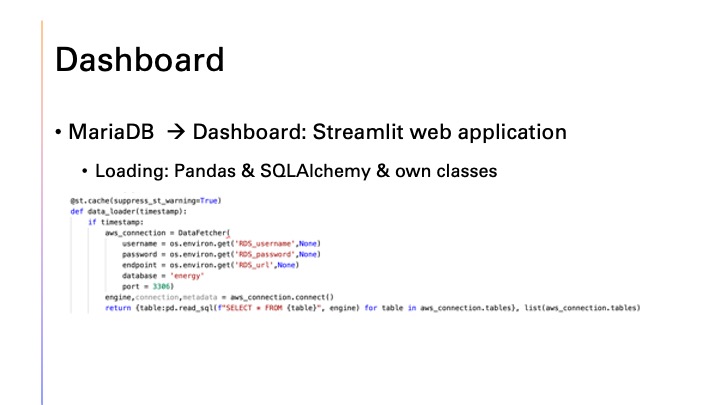 Dashboard
• MariaDB → Dashboard: Streamlit web application
• Loading: Pandas & SQLAlchemy & own classes
@st.cache(suppress_st_warning=True)
def data_loader(timestamp):
    if timestamp:
        aws_connection = DataFetcher(
            username = os.environ.get('RDS_username',None)
            password = os.environ.get('RDS_password',None)
            endpoint = os.environ.get('RDS_url',None)
            database = 'energy'
            port = 3306)
        engine,connection,metadata = aws_connection.connect()
        return {table:pd.read_sql(f"SELECT * FROM {table}", engine) for table in aws_connection.tables}, list(aws_connection.tables)